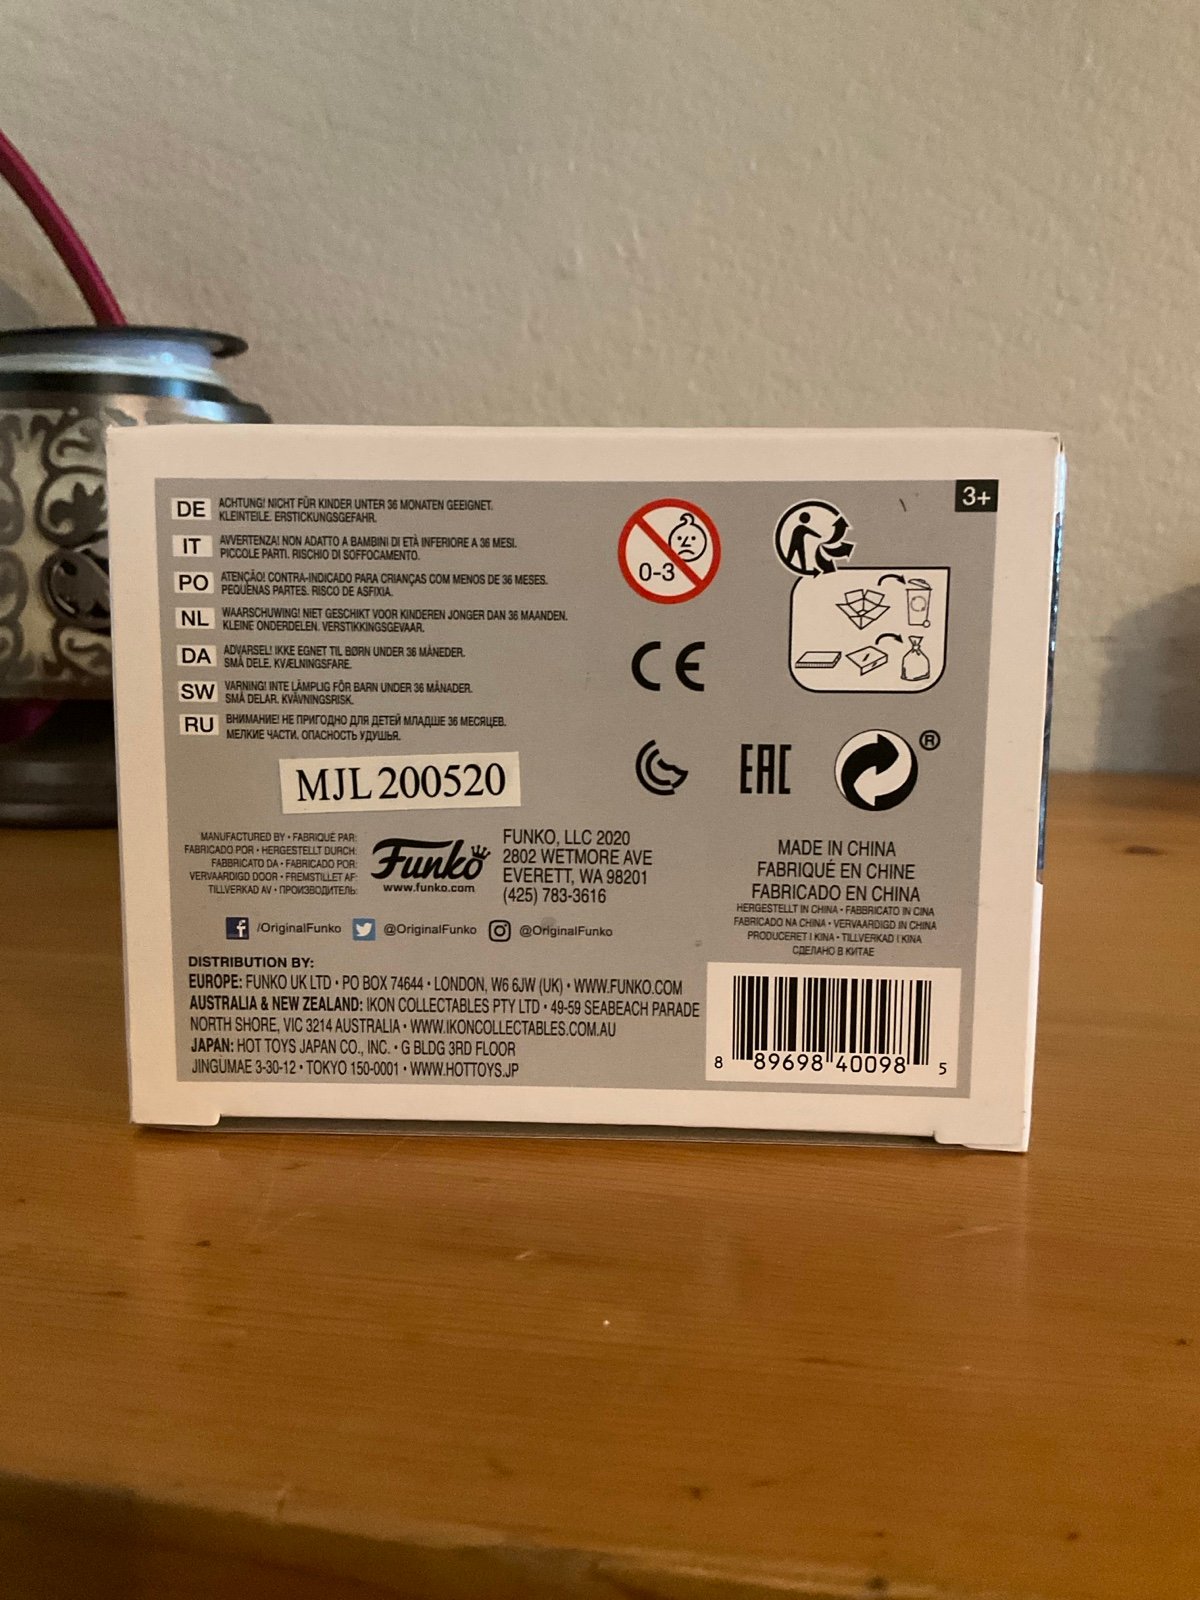 3+
DE ACHTUNG! NICHT FÜR KINDER UNTER 36 MONATEN GEEIGNET.
KLEINTEILE. ERSTICKUNGSGEFAHR.
IT AVVERTENZA! NON ADATTO A BAMBINI DI ETÀ INFERIORE A 36 MESI.
PICCOLE PARTI. RISCHIO DI SOFFOCAMENTO.
PO ATENÇÃO! CONTRA-INDICADO PARA CRIANÇAS COM MENOS DE 36 MESES.
PEQUENAS PARTES. RISCO DE ASFIXIA.
NL WAARSCHUWING! NIET GESCHIKT VOOR KINDEREN JONGER DAN 36 MAANDEN.
KLEINE ONDERDELEN. VERSTIKKINGSGEVAAR.
DA ADVARSEL! IKKE EGNET TIL BØRN UNDER 36 MÅNEDER.
SMÅ DELE, KVÆLNINGSFARE.
SW VARNING! INTE LÄMPLIG FÖR BARN UNDER 36 MÅNADER.
SMÅ DELAR. KVÄVNINGSRISK.
RU ВНИМАНИЕ! НЕ ПРИГОДНО ДЛЯ ДЕТЕЙ МЛАДШЕ 36 МЕСЯЦЕВ.
МЕЛКИЕ ЧАСТИ. ОПАСНОСТЬ УДУШЬЯ.
0-3
CE
EAC
®
MJL 200520
MANUFACTURED BY • FABRIQUÉ PAR:
FABRICADO POR • HERGESTELLT DURCH:
FABBRICATO DA • FABRICADO POR:
VERVAARDIGD DOOR • FREMSTILLET AF:
TILLVERKAD AV • ПРОИЗВОДИТЕЛЬ:
Funko
www.funko.com
FUNKO, LLC 2020
2802 WETMORE AVE
EVERETT, WA 98201
(425) 783-3616
/OriginalFunko @OriginalFunko @OriginalFunko
MADE IN CHINA
FABRIQUÉ EN CHINE
FABRICADO EN CHINA
HERGESTELLT IN CHINA • FABBRICATO IN CINA
FABRICADO NA CHINA • VERVAARDIGD IN CHINA
PRODUCERET I KINA • TILLVERKAD I KINA
СДЕЛАНО В КИТАЕ
DISTRIBUTION BY:
EUROPE: FUNKO UK LTD • PO BOX 74644 • LONDON, W6 6JW (UK) • WWW.FUNKO.COM
AUSTRALIA & NEW ZEALAND: IKON COLLECTABLES PTY LTD • 49-59 SEABEACH PARADE
NORTH SHORE, VIC 3214 AUSTRALIA • WWW.IKONCOLLECTABLES.COM.AU
JAPAN: HOT TOYS JAPAN CO., INC. • G BLDG 3RD FLOOR
JINGUMAE 3-30-12 • TOKYO 150-0001 • WWW.HOTTOYS.JP
8 89698 40098 5